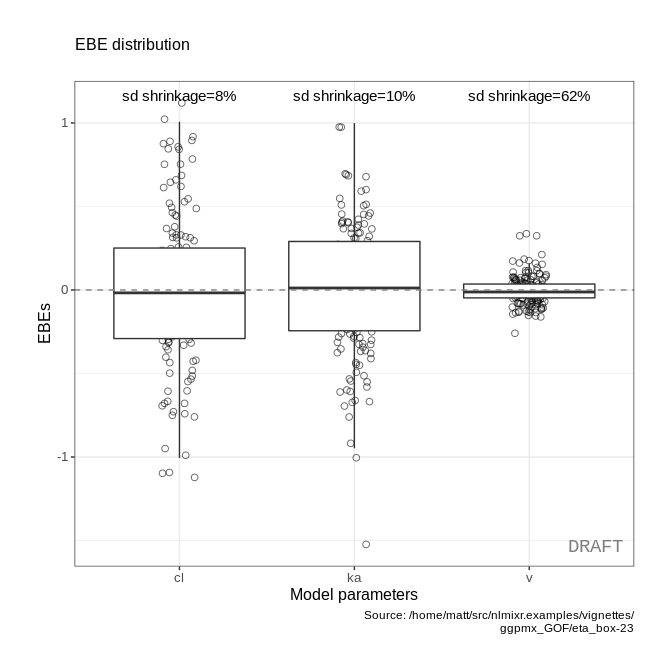 EBE distribution
sd shrinkage=8% sd shrinkage=10% sd shrinkage=62%
1
0
-1
EBEs
DRAFT
cl ka v
Model parameters
Source: /home/matt/src/nlmixr.examples/vignettes/
ggpmx_GOF/eta_box-23